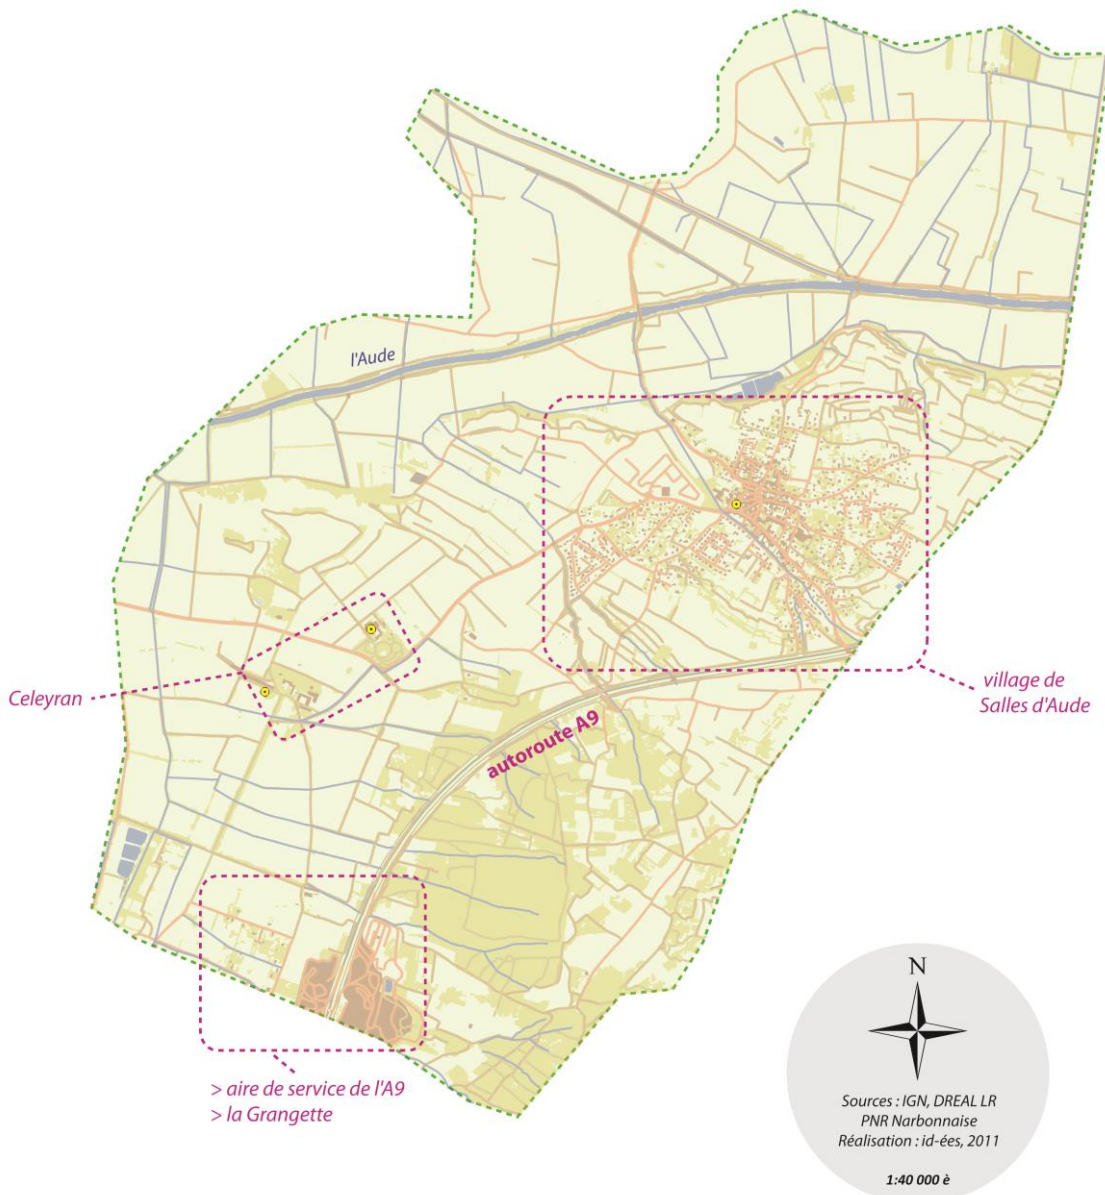 l'Aude
Celeyran
village de
Salles d'Aude
autoroute A9
> aire de service de l'A9
> la Grangette
N
Sources : IGN, DREAL LR
PNR Narbonnaise
Réalisation : id-ées, 2011
1:40 000 è